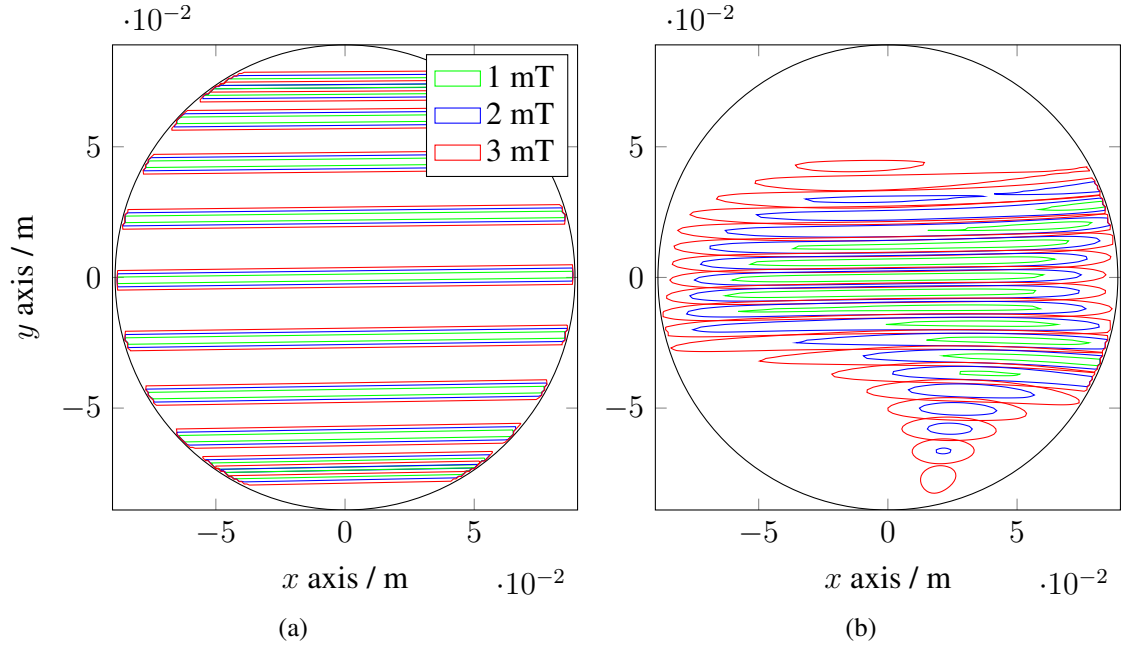 ·10⁻² ·10⁻²
1 mT
2 mT
3 mT
5 5
0 0
−5 −5
y axis / m
−5 0 5 −5 0 5
x axis / m ·10⁻² x axis / m ·10⁻²
(a) (b)